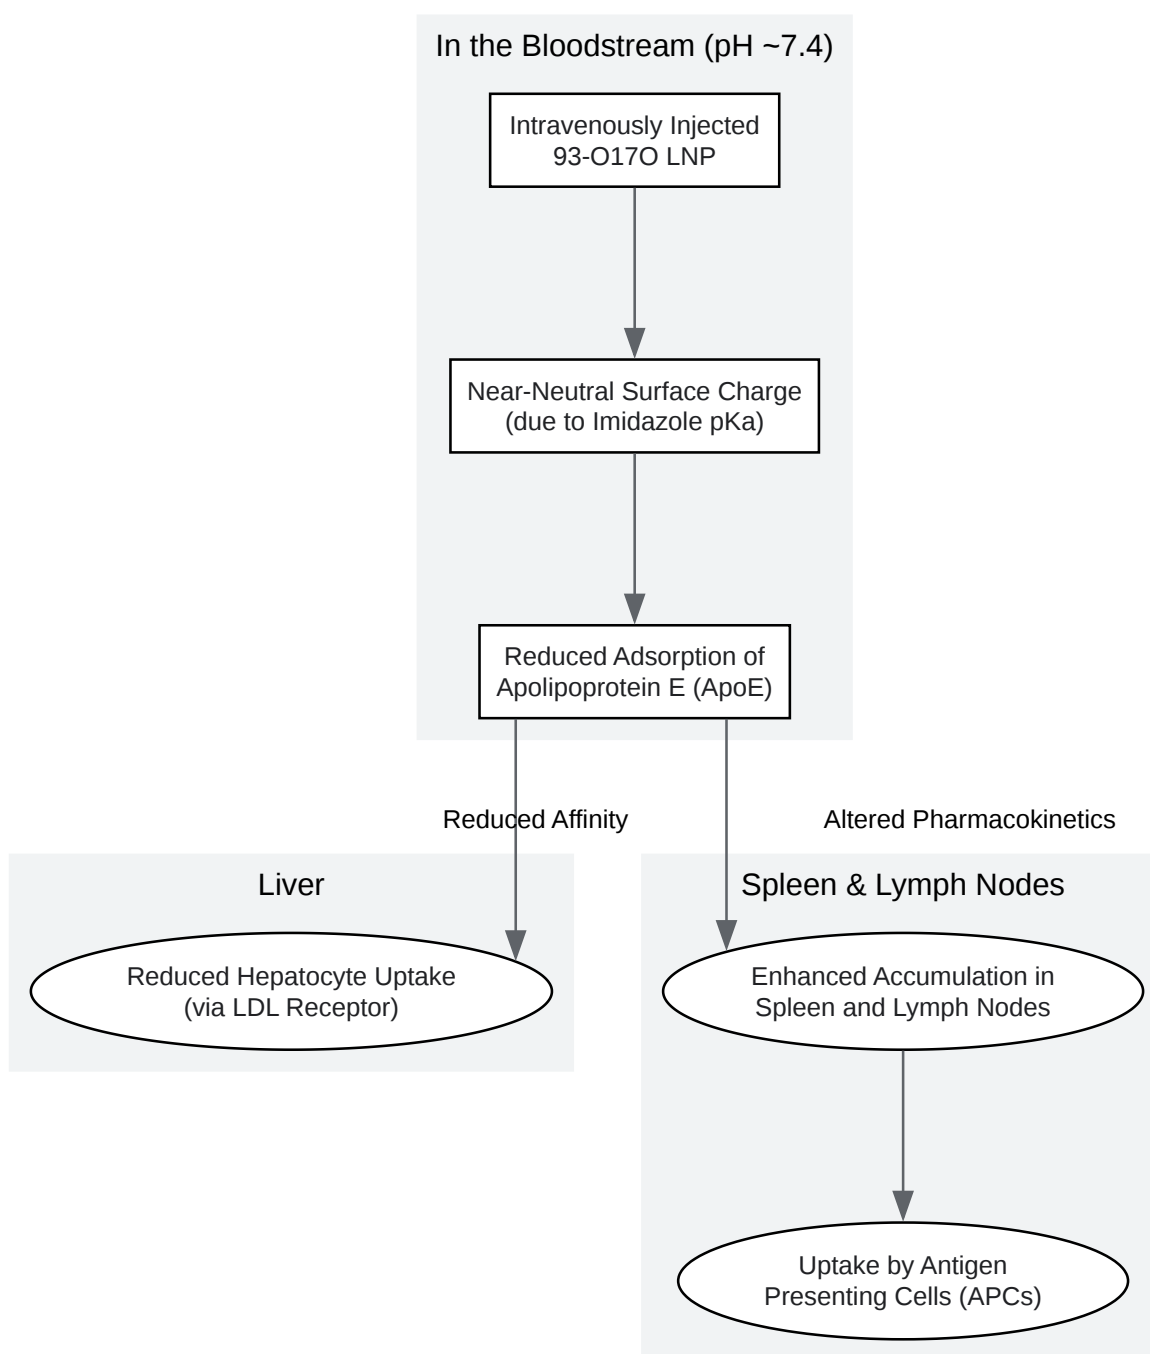 In the Bloodstream (pH ~7.4)
Intravenously Injected
93-O17O LNP
Near-Neutral Surface Charge
(due to Imidazole pKa)
Reduced Adsorption of
Apolipoprotein E (ApoE)
Reduced Affinity
Altered Pharmacokinetics
Liver
Reduced Hepatocyte Uptake
(via LDL Receptor)
Spleen & Lymph Nodes
Enhanced Accumulation in
Spleen and Lymph Nodes
Uptake by Antigen
Presenting Cells (APCs)